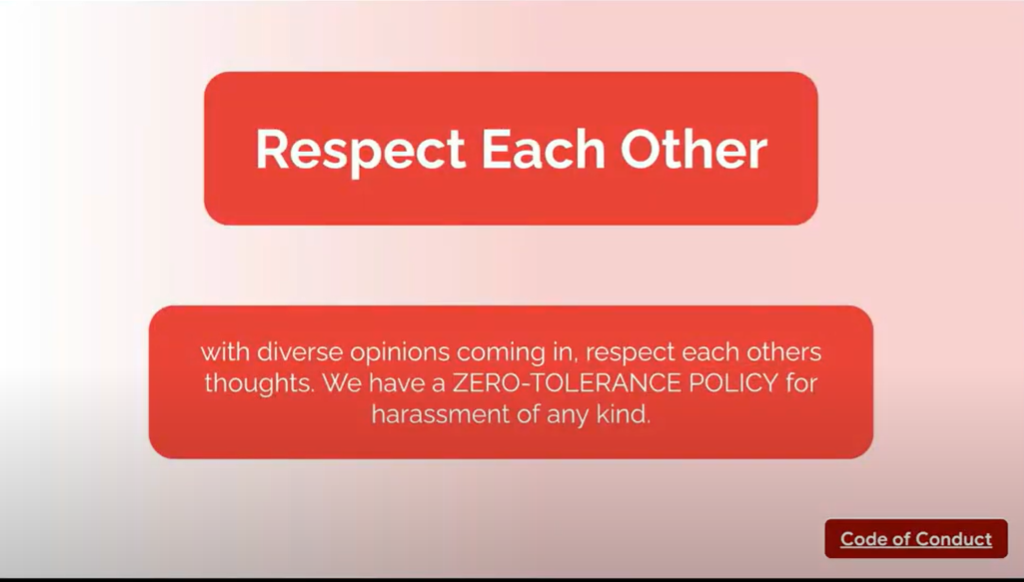 Respect Each Other
with diverse opinions coming in, respect each others
thoughts. We have a ZERO-TOLERANCE POLICY for
harassment of any kind.
Code of Conduct